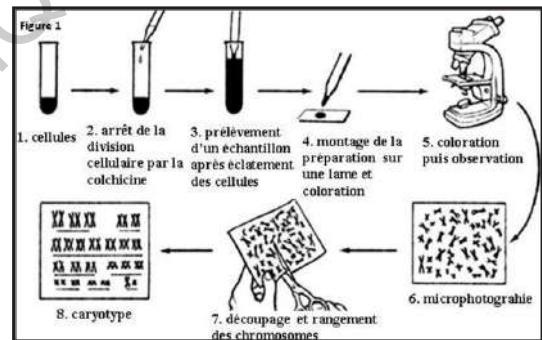 Figure 1
1. cellules
2. arrêt de la
division
cellulaire par la
colchicine
3. prélèvement
d'un échantillon
après éclatement
des cellules
4. montage de la
préparation sur
une lame et
coloration
5. coloration
puis observation
6. microphotograhie
7. découpage et rangement
des chromosomes
8. caryotype